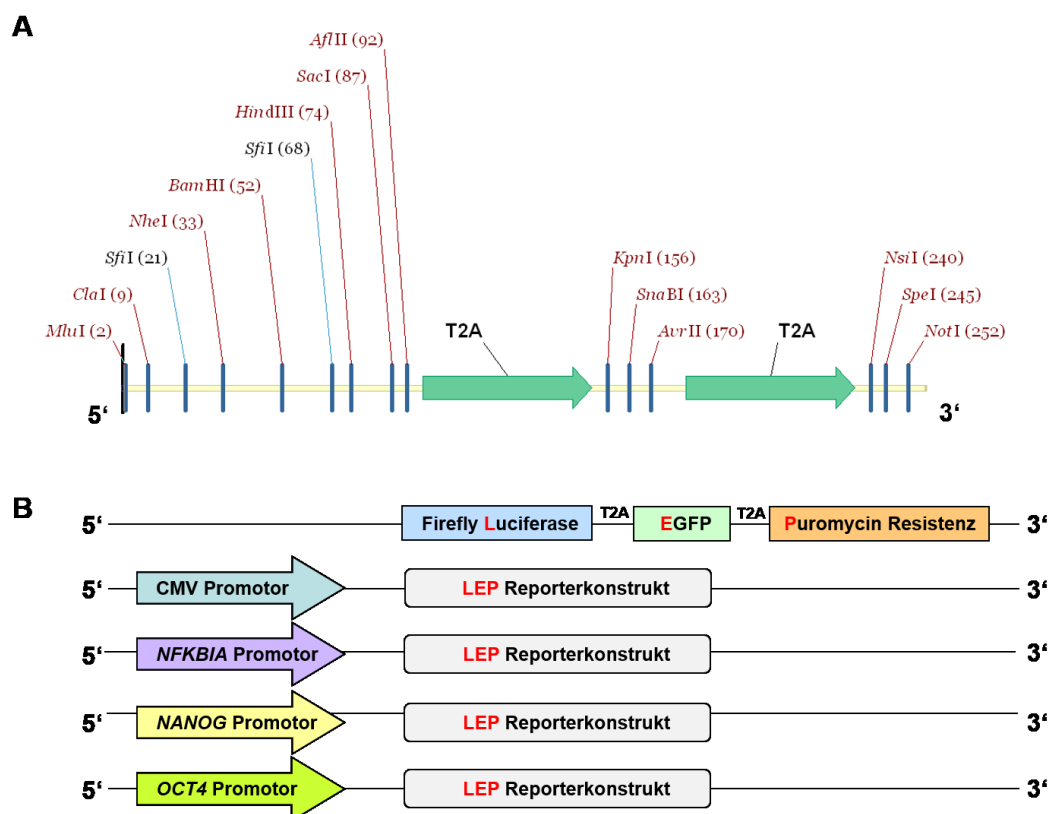 A
AflII (92)
SacI (87)
HindIII (74)
SfiI (68)
BamHI (52)
NheI (33)
SfiI (21)
ClaI (9)
MluI (2)
T2A
KpnI (156)
SnaBI (163)
AvrII (170)
T2A
NsiI (240)
SpeI (245)
NotI (252)
5‘
3‘
B
5‘ Firefly Luciferase T2A EGFP T2A Puromycin Resistenz 3‘
5‘ CMV Promotor LEP Reporterkonstrukt 3‘
5‘ NFKBIA Promotor LEP Reporterkonstrukt 3‘
5‘ NANOG Promotor LEP Reporterkonstrukt 3‘
5‘ OCT4 Promotor LEP Reporterkonstrukt 3‘